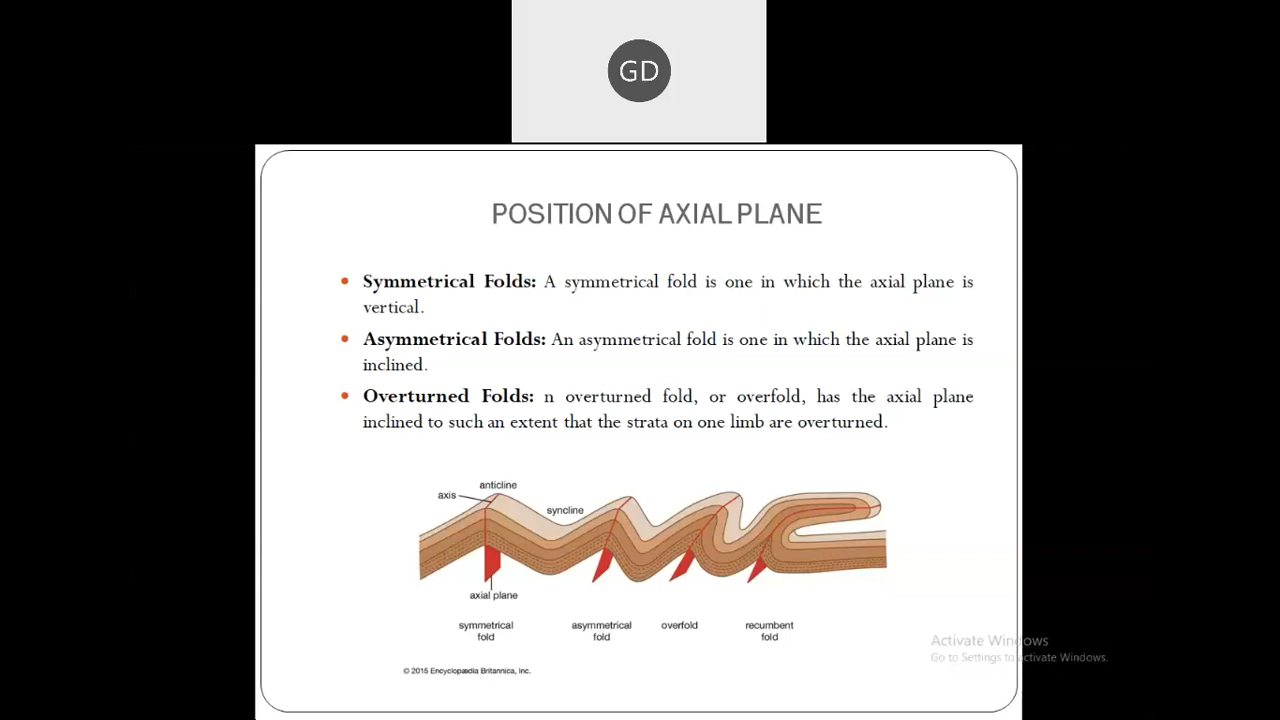 GD
POSITION OF AXIAL PLANE
• Symmetrical Folds: A symmetrical fold is one in which the axial plane is
vertical.
• Asymmetrical Folds: An asymmetrical fold is one in which the axial plane is
inclined.
• Overturned Folds: n overturned fold, or overfold, has the axial plane
inclined to such an extent that the strata on one limb are overturned.
anticline
axis
syncline
axial plane
symmetrical
fold
asymmetrical
fold
overfold
recumbent
fold
© 2015 Encyclopædia Britannica, Inc.
Activate Windows
Go to Settings to activate Windows.